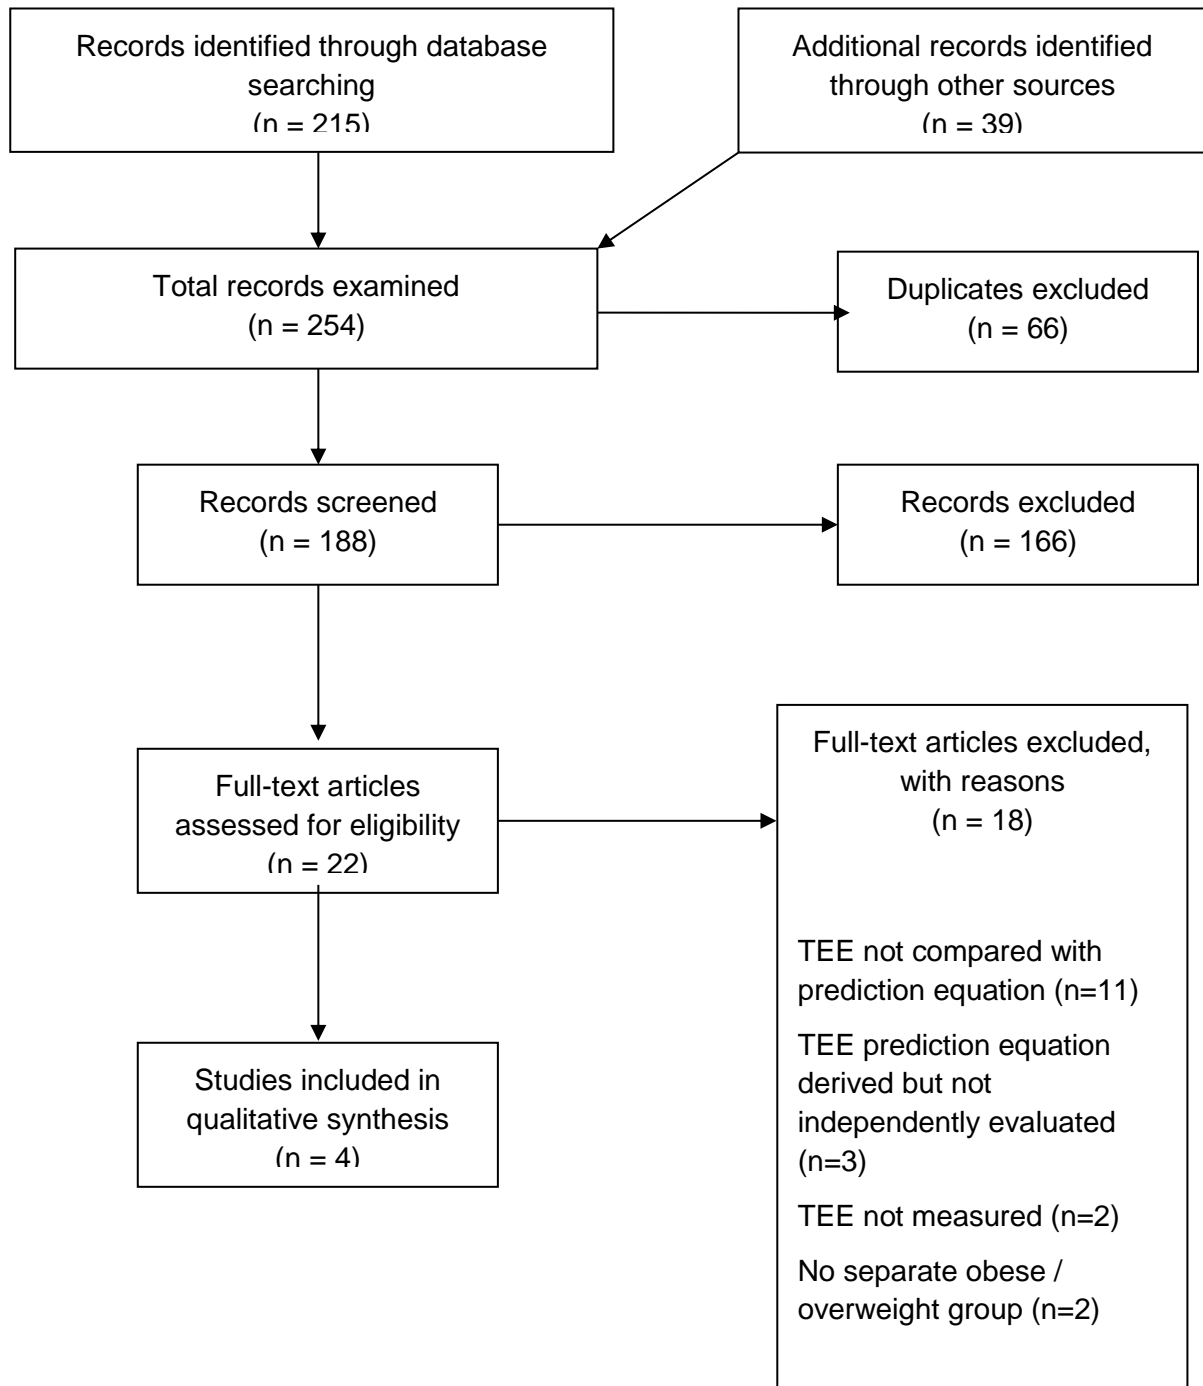 Records identified through database
searching
(n = 215)
Additional records identified
through other sources
(n = 39)
Total records examined
(n = 254)
Duplicates excluded
(n = 66)
Records screened
(n = 188)
Records excluded
(n = 166)
Full-text articles
assessed for eligibility
(n = 22)
Full-text articles excluded,
with reasons
(n = 18)
TEE not compared with
prediction equation (n=11)
TEE prediction equation
derived but not
independently evaluated
(n=3)
TEE not measured (n=2)
No separate obese /
overweight group (n=2)
Studies included in
qualitative synthesis
(n = 4)